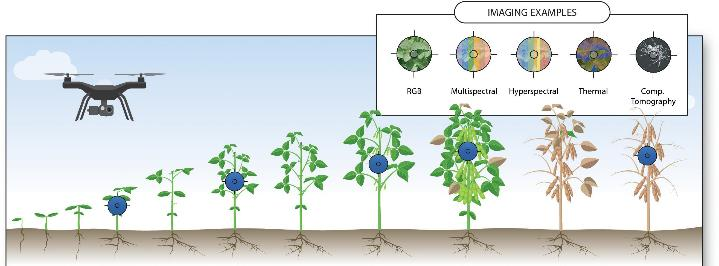 IMAGING EXAMPLES
RGB
Multispectral
Hyperspectral
Thermal
Comp.
Tomography